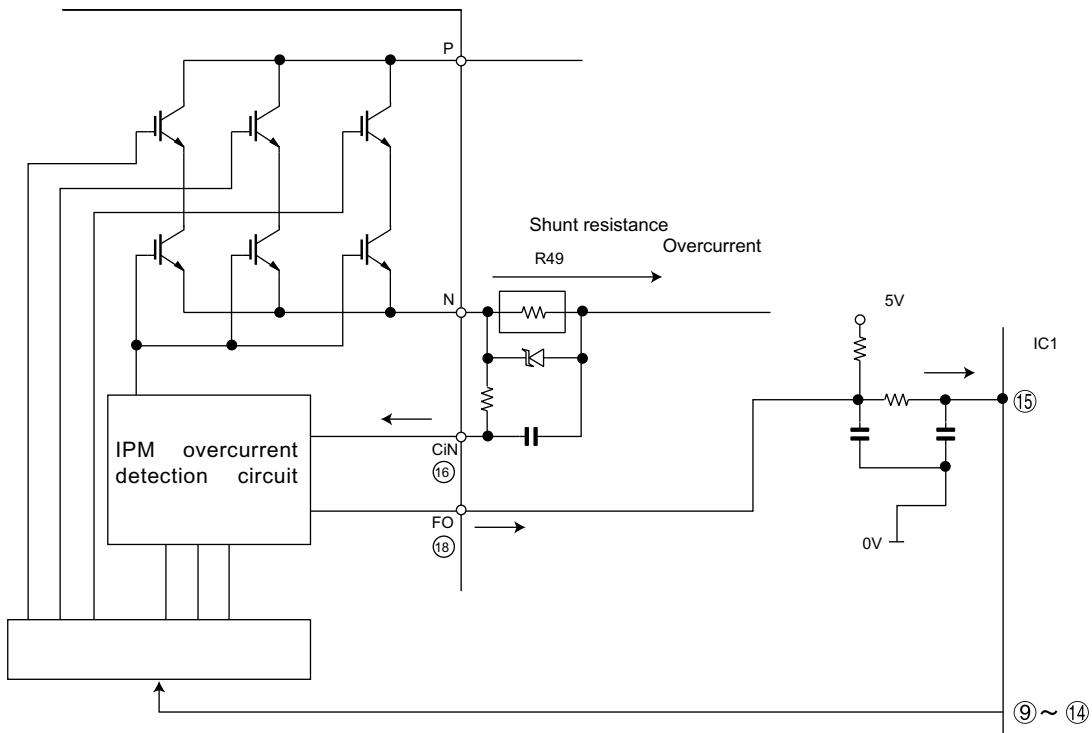 P
Shunt resistance
Overcurrent
R49
N
5V
IC1
⑮
IPM overcurrent
detection circuit
CiN
⑯
FO
⑱
0V
⑨～⑭